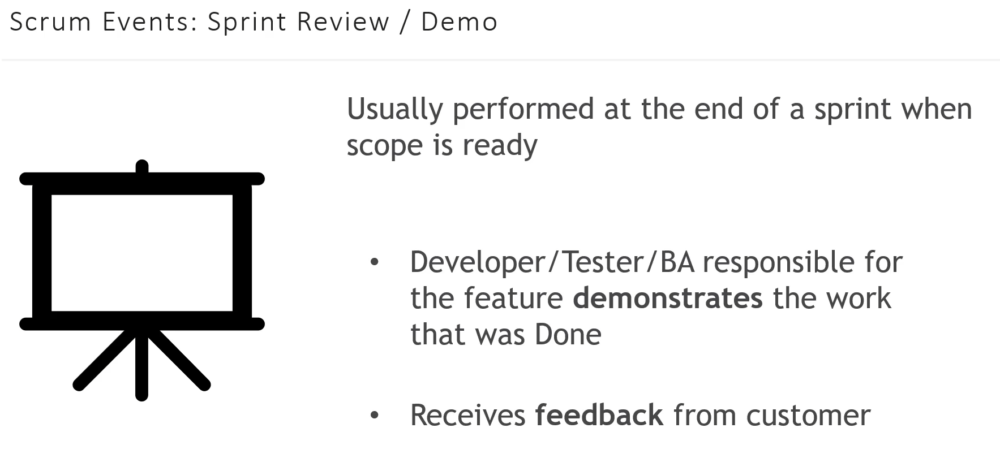 Scrum Events: Sprint Review / Demo
Usually performed at the end of a sprint when
scope is ready
• Developer/Tester/BA responsible for
the feature demonstrates the work
that was Done
• Receives feedback from customer